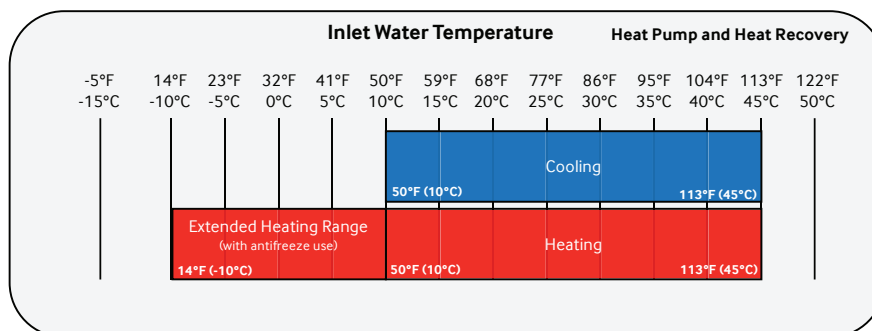 Inlet Water Temperature Heat Pump and Heat Recovery
-5°F 14°F 23°F 32°F 41°F 50°F 59°F 68°F 77°F 86°F 95°F 104°F 113°F 122°F
-15°C -10°C -5°C 0°C 5°C 10°C 15°C 20°C 25°C 30°C 35°C 40°C 45°C 50°C
Cooling
50°F (10°C) 113°F (45°C)
Extended Heating Range
(with antifreeze use)
Heating
14°F (-10°C) 50°F (10°C) 113°F (45°C)